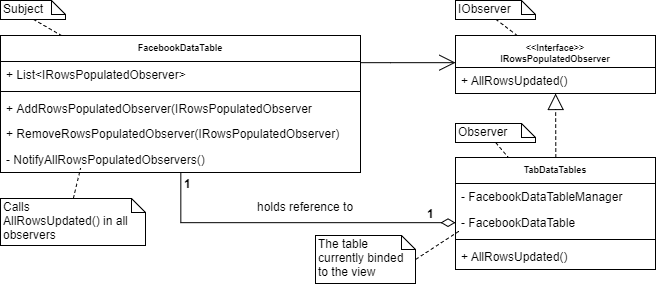 Subject
IObserver
FacebookDataTable
+ List<IRowsPopulatedObserver>
+ AddRowsPopulatedObserver(IRowsPopulatedObserver
+ RemoveRowsPopulatedObserver(IRowsPopulatedObserver)
- NotifyAllRowsPopulatedObservers()
<<Interface>>
IRowsPopulatedObserver
+ AllRowsUpdated()
Observer
TabDataTables
- FacebookDataTableManager
- FacebookDataTable
+ AllRowsUpdated()
Calls
AllRowsUpdated() in all
observers
1
holds reference to
1
The table
currently binded
to the view